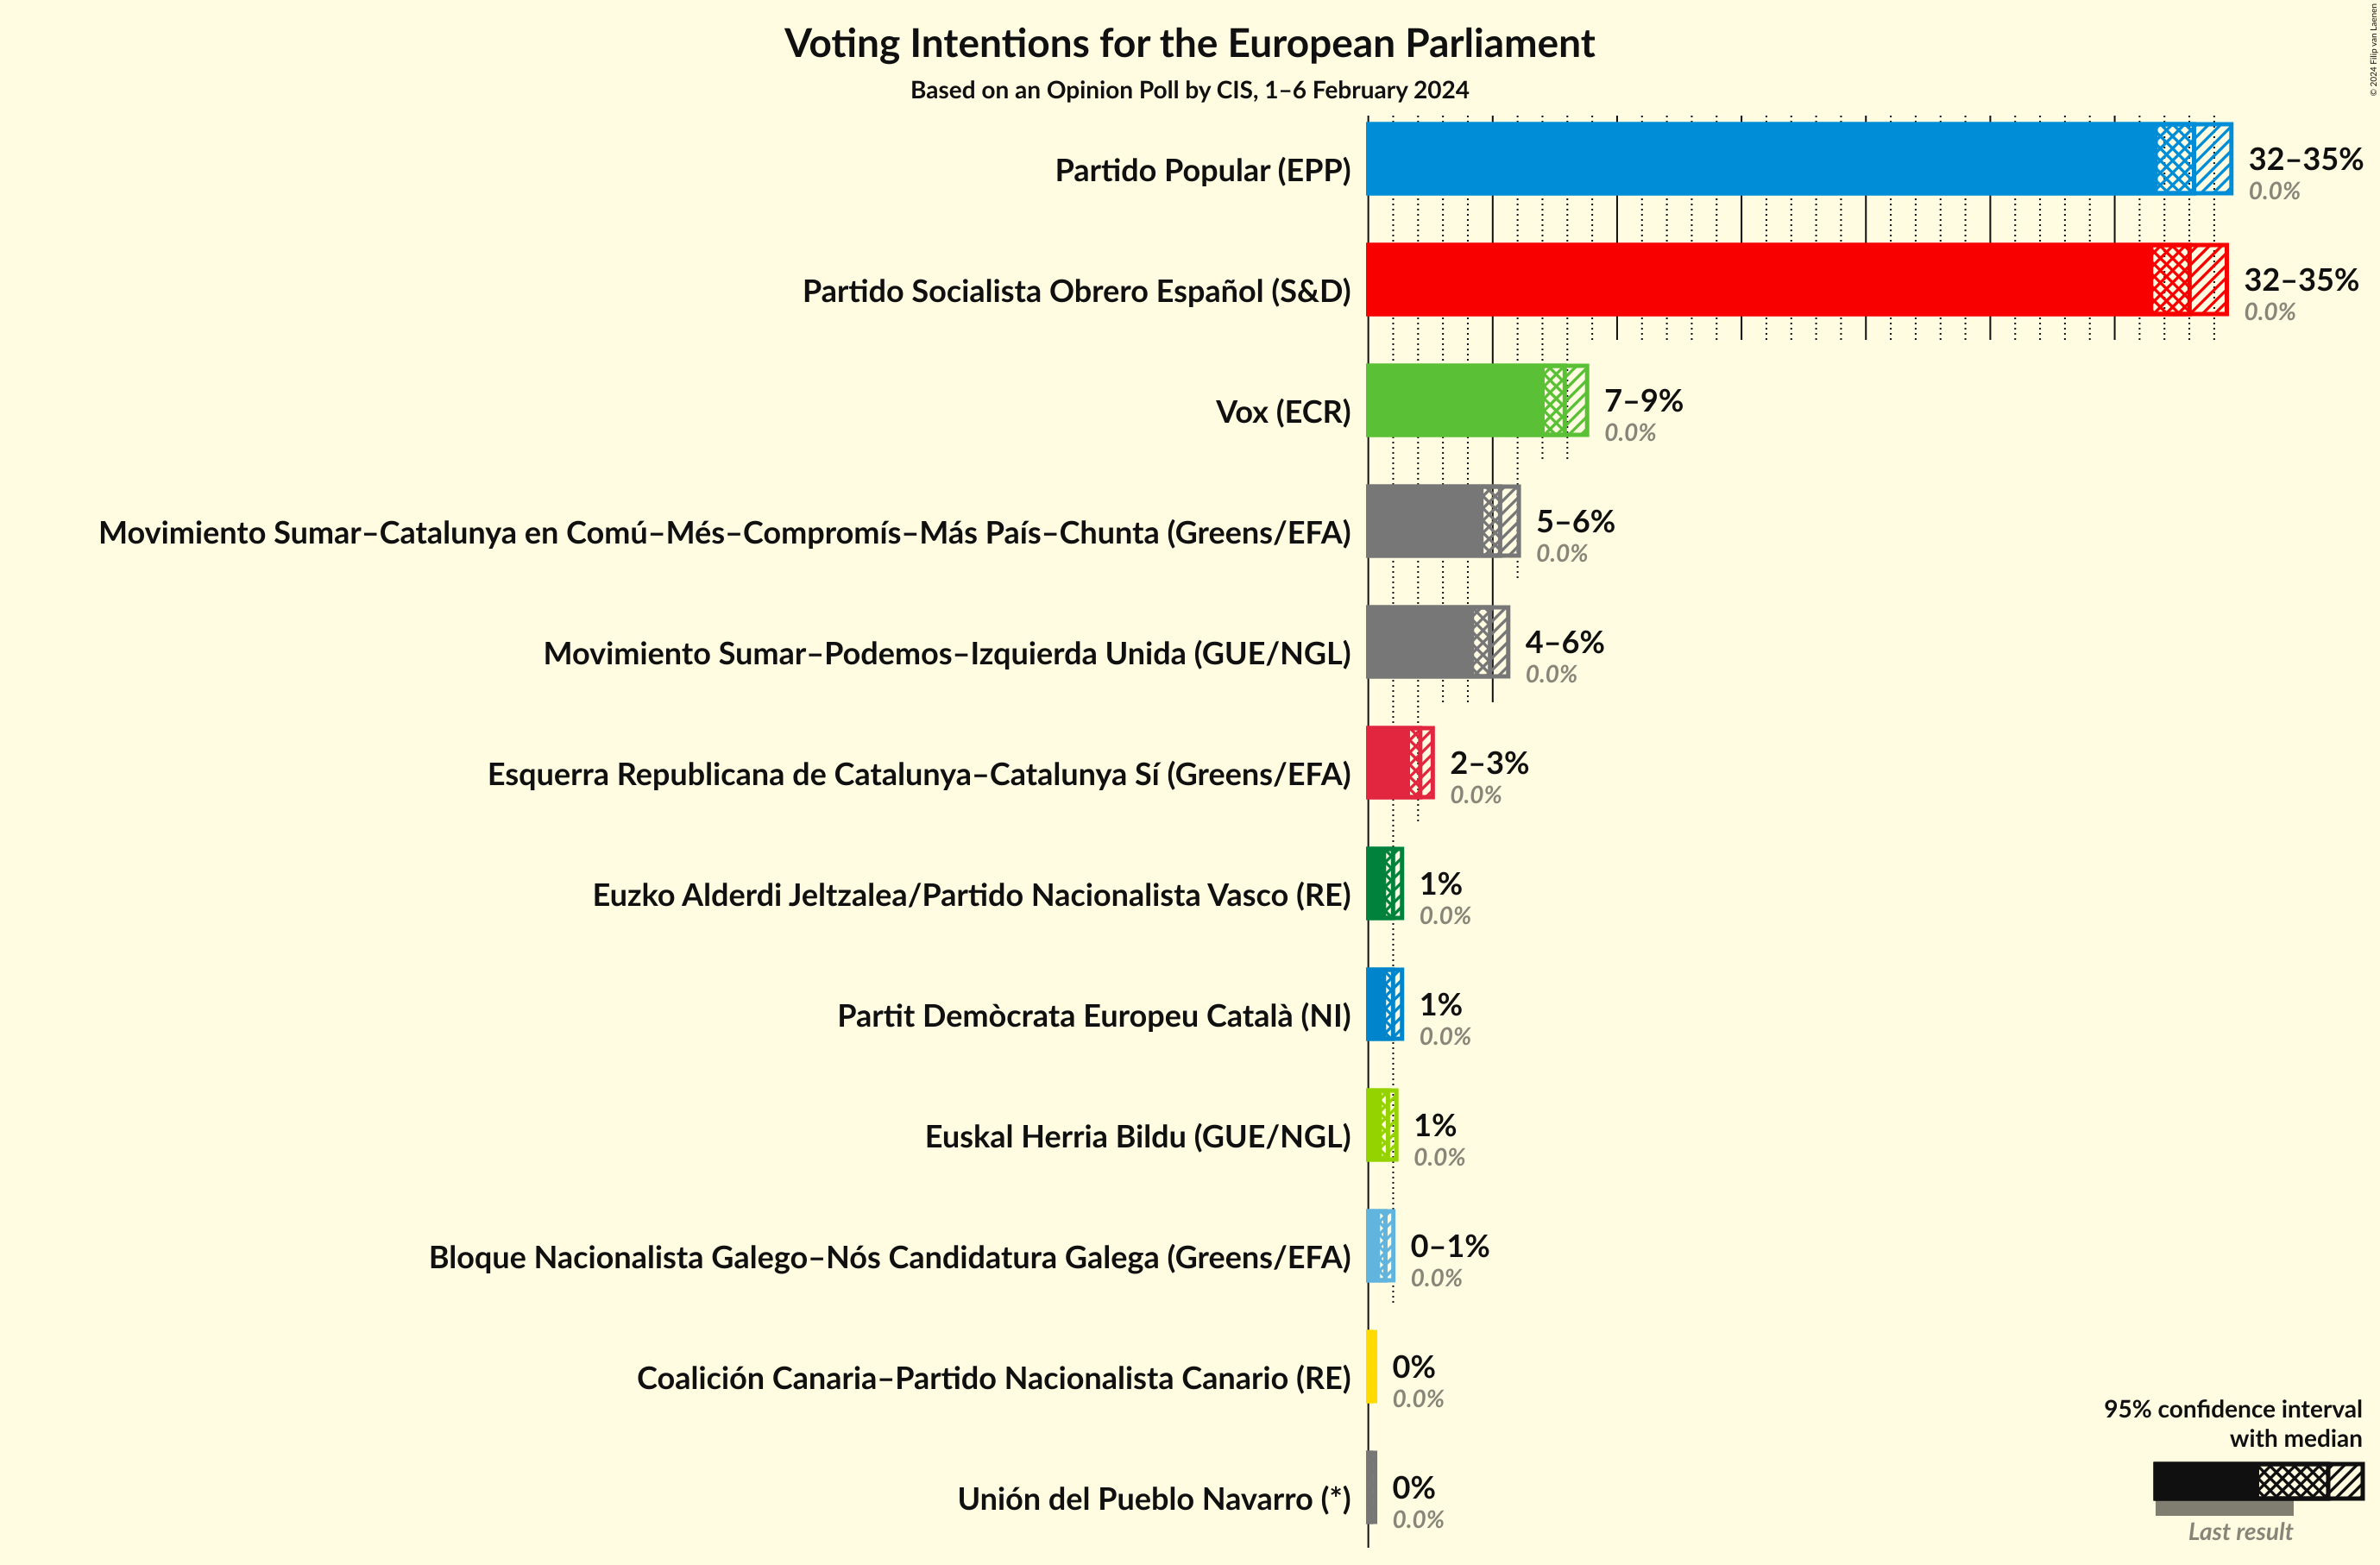 Voting Intentions for the European Parliament
Based on an Opinion Poll by CIS, 1–6 February 2024
© 2024 Filip van Laenen
Partido Popular (EPP)
32–35%
0.0%
Partido Socialista Obrero Español (S&D)
32–35%
0.0%
Vox (ECR)
7–9%
0.0%
Movimiento Sumar–Catalunya en Comú–Més–Compromís–Más País–Chunta (Greens/EFA)
5–6%
0.0%
Movimiento Sumar–Podemos–Izquierda Unida (GUE/NGL)
4–6%
0.0%
Esquerra Republicana de Catalunya–Catalunya Sí (Greens/EFA)
2–3%
0.0%
Euzko Alderdi Jeltzalea/Partido Nacionalista Vasco (RE)
1%
0.0%
Partit Demòcrata Europeu Català (NI)
1%
0.0%
Euskal Herria Bildu (GUE/NGL)
1%
0.0%
Bloque Nacionalista Galego–Nós Candidatura Galega (Greens/EFA)
0–1%
0.0%
Coalición Canaria–Partido Nacionalista Canario (RE)
0%
0.0%
Unión del Pueblo Navarro (*)
0%
0.0%
95% confidence interval
with median
Last result